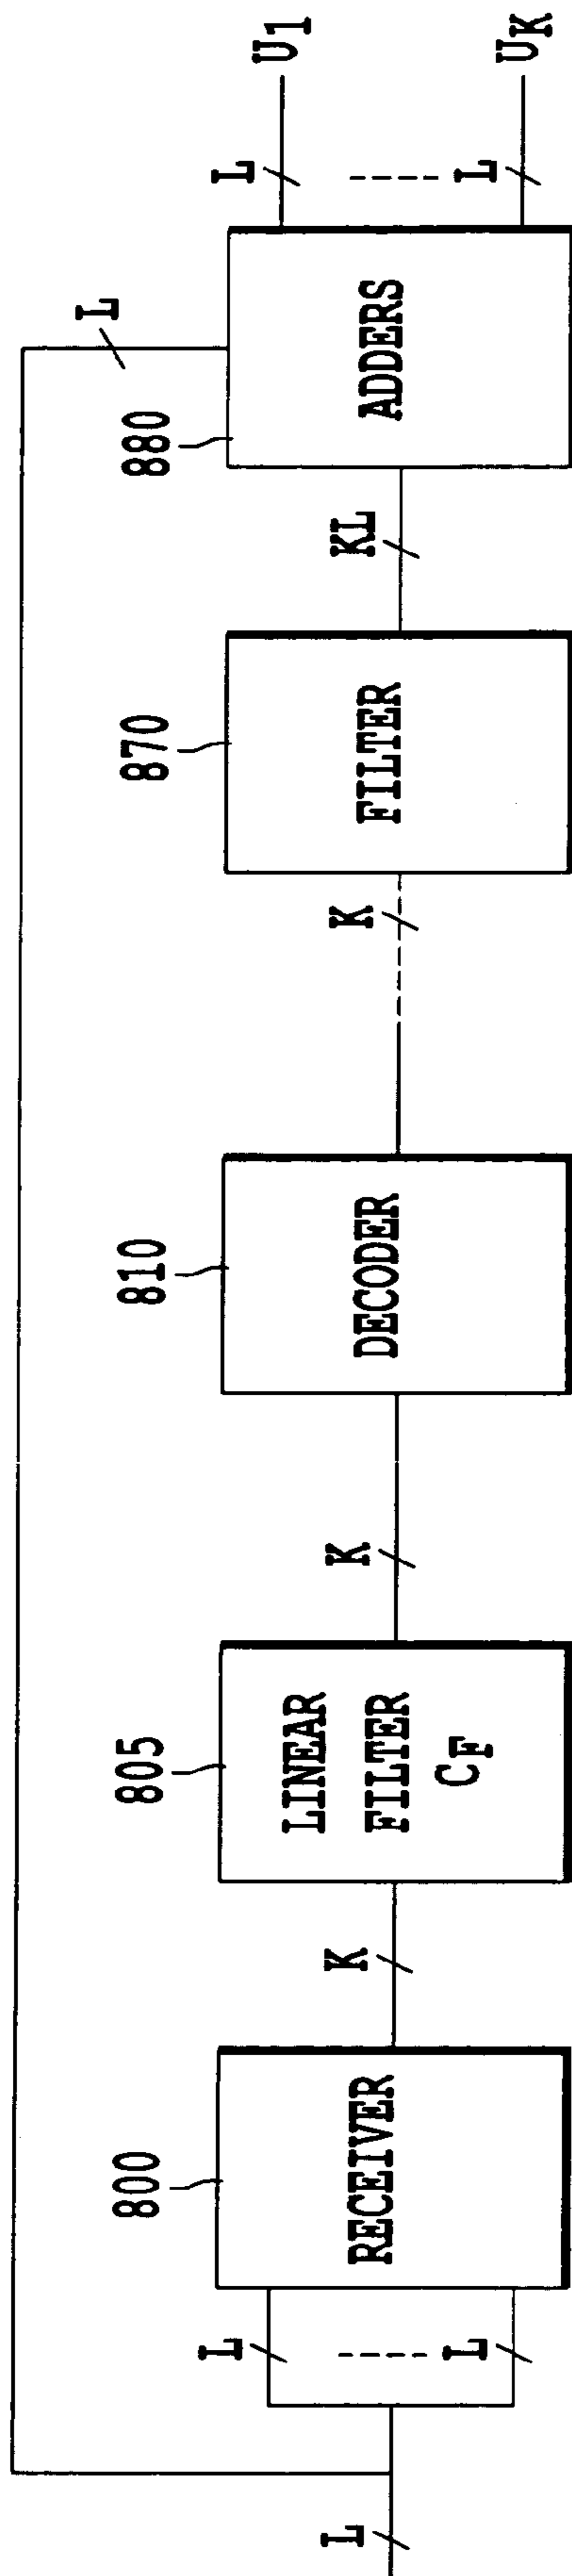 L
L
L
800
RECEIVER
K
805
LINEAR
FILTER
CF
K
810
DECODER
K
870
FILTER
KL
880
ADDERS
L
L
U1
L
UK